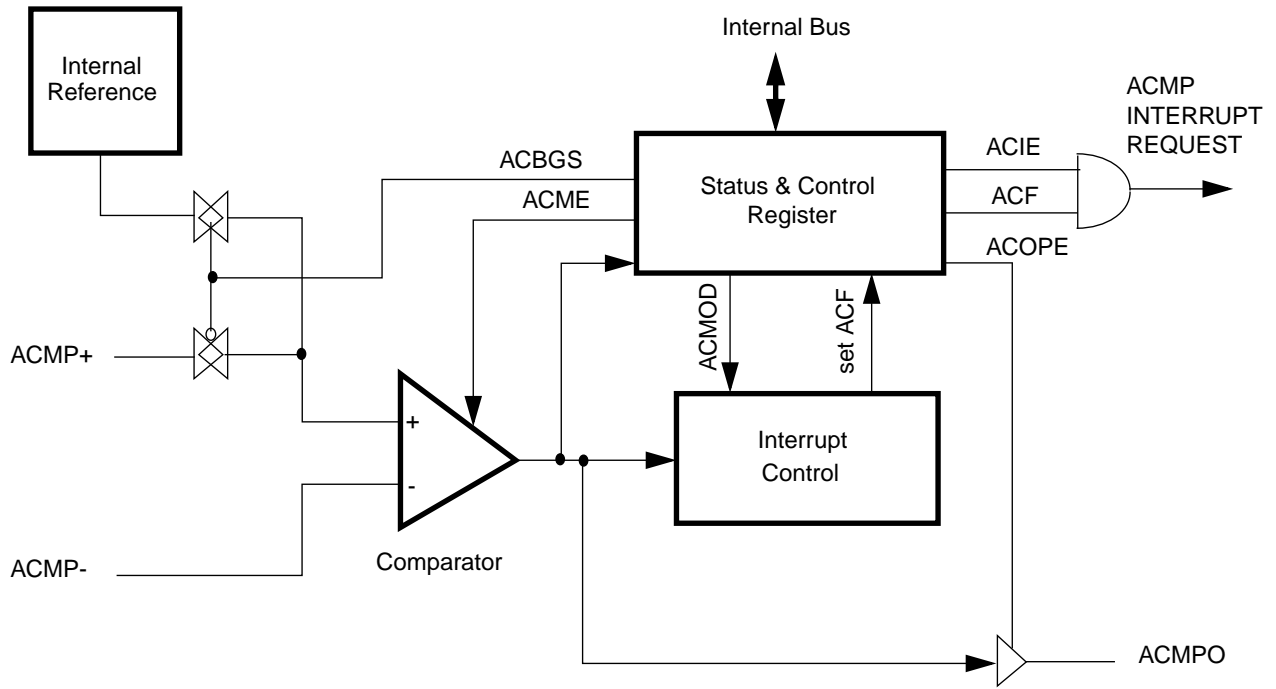 Internal Bus
Internal
Reference
ACMP
INTERRUPT
REQUEST
ACBGS
ACME
Status & Control
Register
ACIE
ACF
ACOPE
ACMOD
set ACF
ACMP+
+
-
Interrupt
Control
Comparator
ACMP-
ACMPO